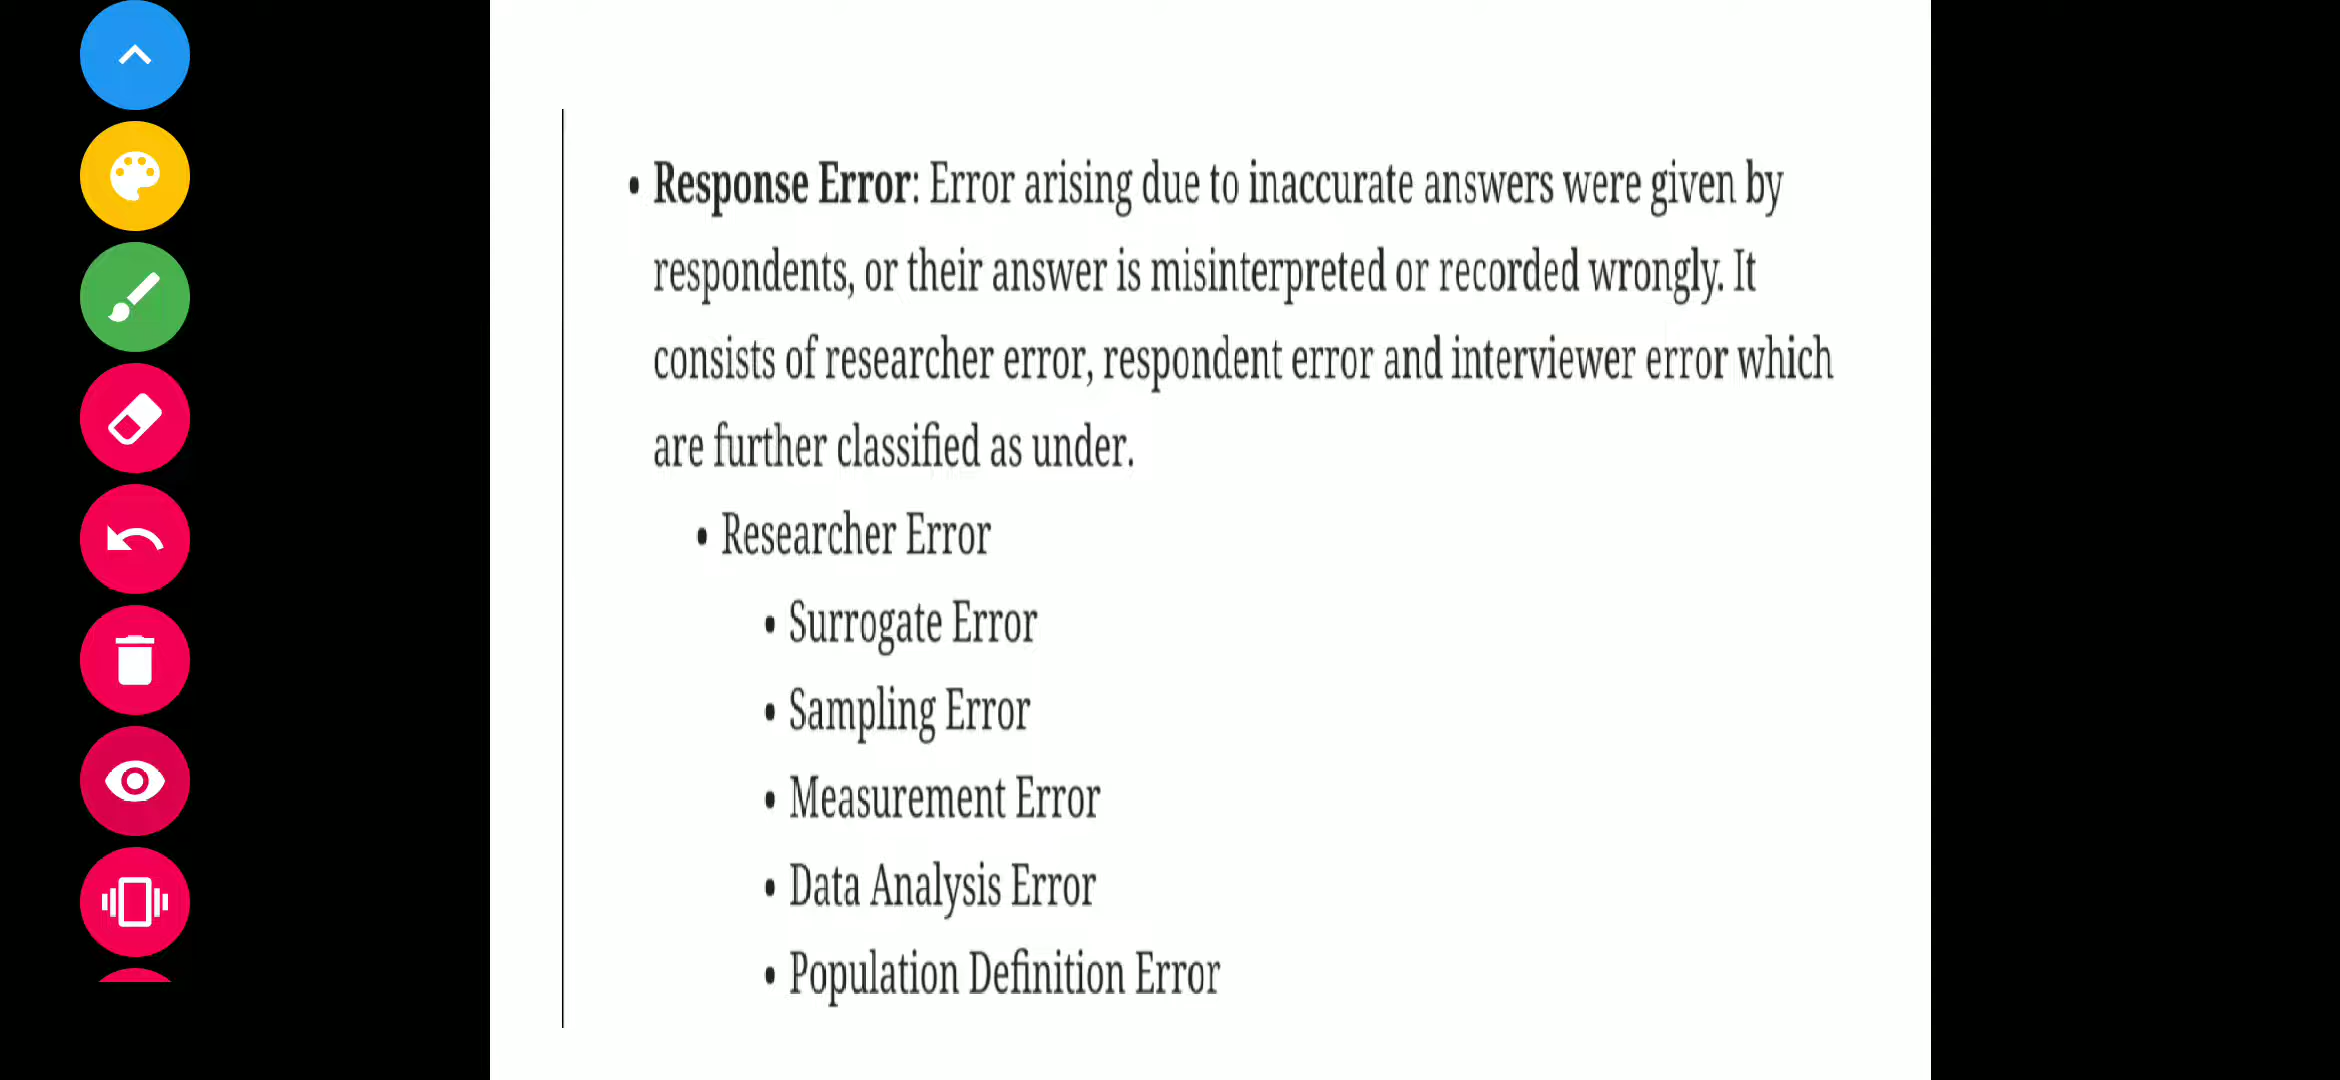 • Response Error: Error arising due to inaccurate answers were given by
respondents, or their answer is misinterpreted or recorded wrongly. It
consists of researcher error, respondent error and interviewer error which
are further classified as under.
• Researcher Error
• Surrogate Error
• Sampling Error
• Measurement Error
• Data Analysis Error
• Population Definition Error